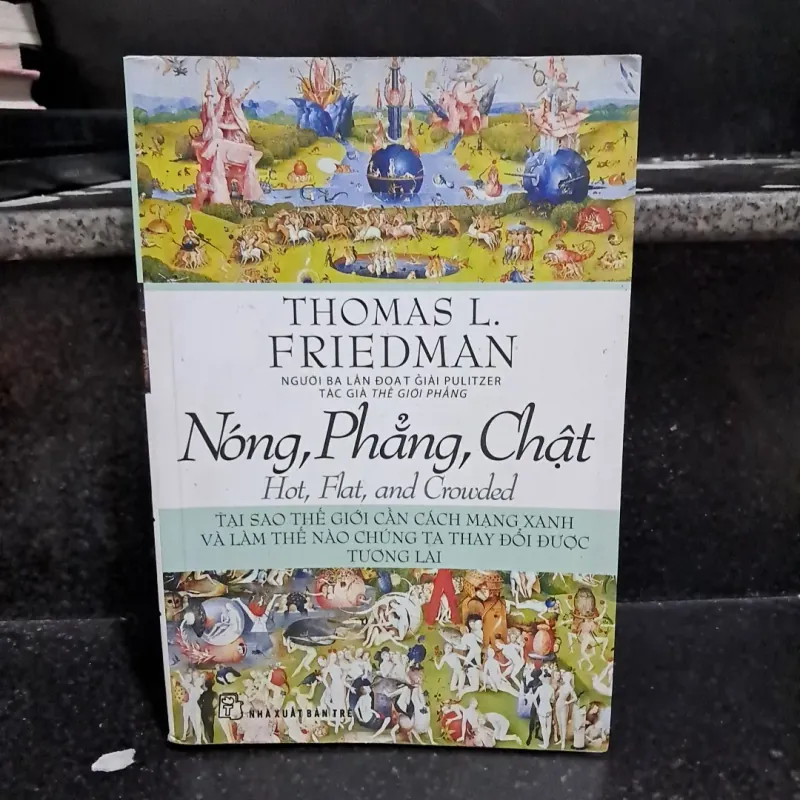 THOMAS L.
FRIEDMAN
NGƯỜI BA LẦN ĐOẠT GIẢI PULITZER
TÁC GIẢ THẾ GIỚI PHẲNG
Nóng, Phẳng, Chật
Hot, Flat, and Crowded
TẠI SAO THẾ GIỚI CẦN CÁCH MẠNG XANH
VÀ LÀM THẾ NÀO CHÚNG TA THAY ĐỔI ĐƯỢC
TƯƠNG LAI
NHÀ XUẤT BẢN TRẺ